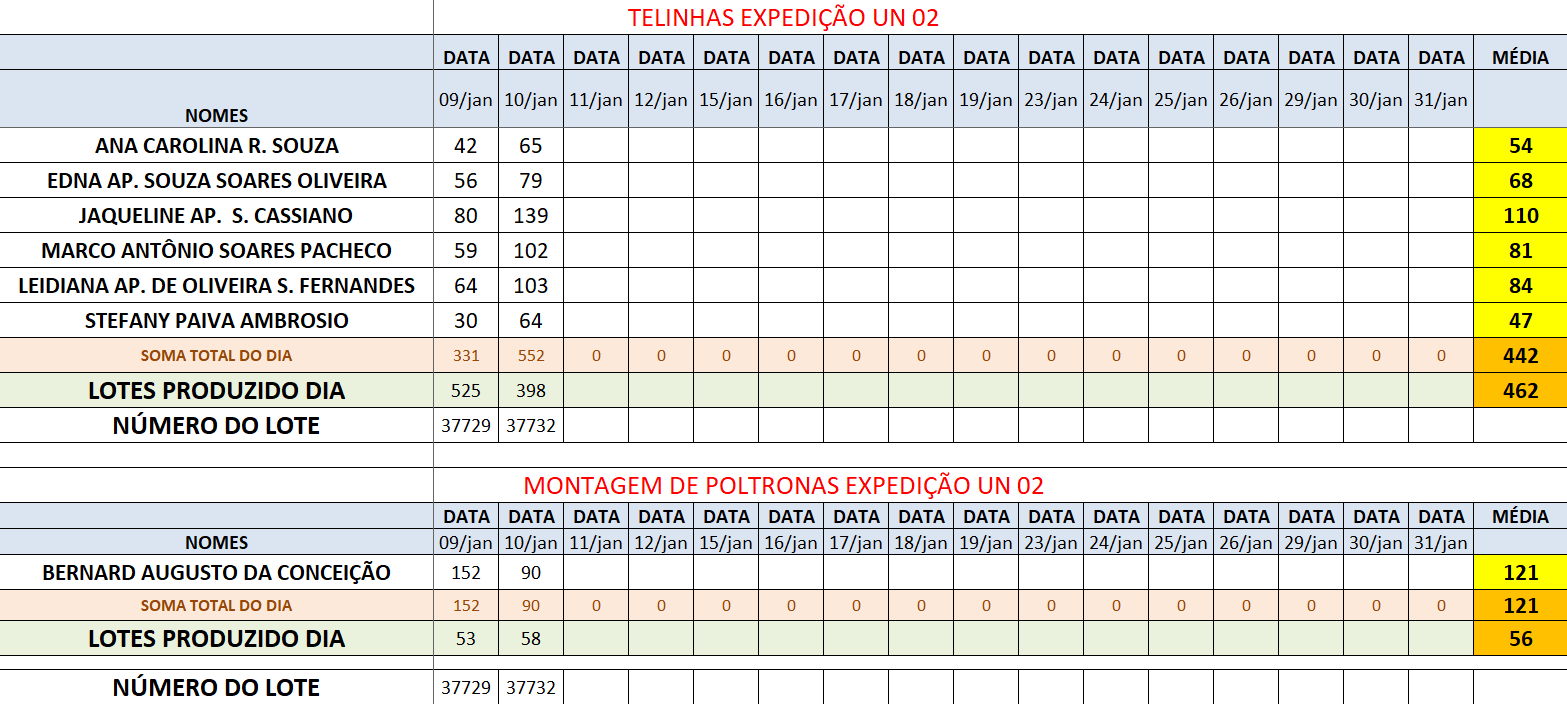 TELINHAS EXPEDIÇÃO UN 02
DATA DATA DATA DATA DATA DATA DATA DATA DATA DATA DATA DATA DATA DATA DATA DATA MÉDIA
NOMES 09/jan 10/jan 11/jan 12/jan 15/jan 16/jan 17/jan 18/jan 19/jan 23/jan 24/jan 25/jan 26/jan 29/jan 30/jan 31/jan
ANA CAROLINA R. SOUZA 42 65 54
EDNA AP. SOUZA SOARES OLIVEIRA 56 79 68
JAQUELINE AP. S. CASSIANO 80 139 110
MARCO ANTÔNIO SOARES PACHECO 59 102 81
LEIDIANA AP. DE OLIVEIRA S. FERNANDES 64 103 84
STEFANY PAIVA AMBROSIO 30 64 47
SOMA TOTAL DO DIA 331 552 0 0 0 0 0 0 0 0 0 0 0 0 0 0 442
LOTES PRODUZIDO DIA 525 398 462
NÚMERO DO LOTE 37729 37732
MONTAGEM DE POLTRONAS EXPEDIÇÃO UN 02
DATA DATA DATA DATA DATA DATA DATA DATA DATA DATA DATA DATA DATA DATA DATA DATA MÉDIA
NOMES 09/jan 10/jan 11/jan 12/jan 15/jan 16/jan 17/jan 18/jan 19/jan 23/jan 24/jan 25/jan 26/jan 29/jan 30/jan 31/jan
BERNARD AUGUSTO DA CONCEIÇÃO 152 90 121
SOMA TOTAL DO DIA 152 90 0 0 0 0 0 0 0 0 0 0 0 0 0 0 121
LOTES PRODUZIDO DIA 53 58 56
NÚMERO DO LOTE 37729 37732